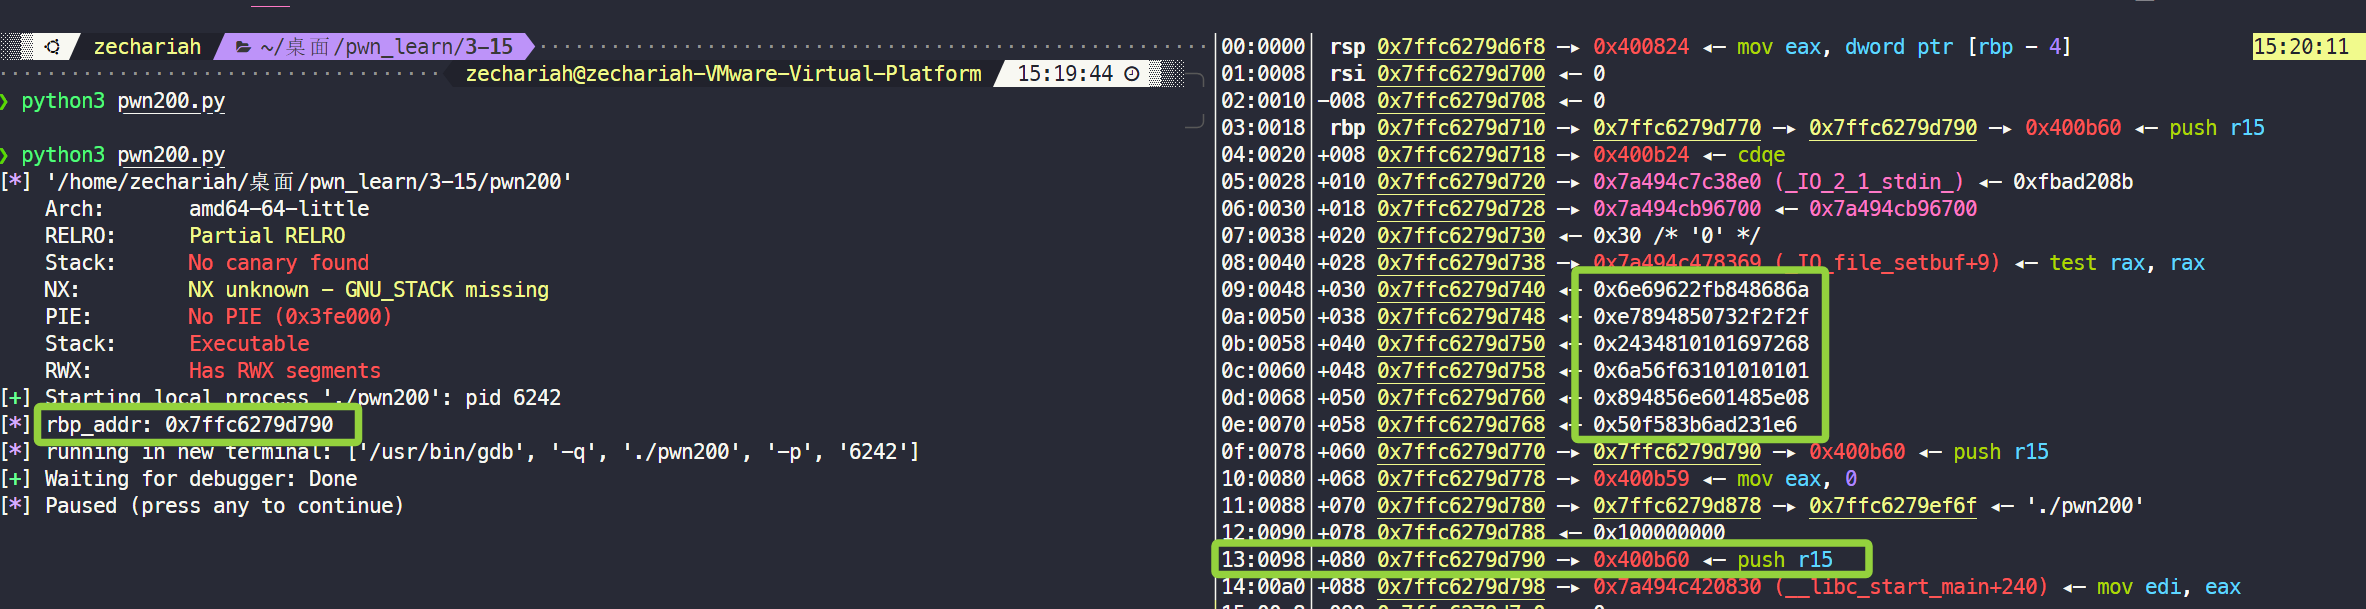 zechariah ~/桌面/pwn_learn/3-15
zechariah@zechariah-VMware-Virtual-Platform 15:19:44
❯ python3 pwn200.py
❯ python3 pwn200.py
[*] '/home/zechariah/桌面/pwn_learn/3-15/pwn200'
Arch: amd64-64-little
RELRO: Partial RELRO
Stack: No canary found
NX: NX unknown - GNU_STACK missing
PIE: No PIE (0x3fe000)
Stack: Executable
RWX: Has RWX segments
[+] Starting local process './pwn200': pid 6242
[*] rbp_addr: 0x7ffc6279d790
[*] running in new terminal: ['/usr/bin/gdb', '-q', './pwn200', '-p', '6242']
[+] Waiting for debugger: Done
[*] Paused (press any to continue)
00:0000│ rsp 0x7ffc6279d6f8 —▸ 0x400824 ◂— mov eax, dword ptr [rbp - 4]
15:20:11
01:0008│ rsi 0x7ffc6279d700 ◂— 0
02:0010│-008 0x7ffc6279d708 ◂— 0
03:0018│ rbp 0x7ffc6279d710 —▸ 0x7ffc6279d770 —▸ 0x7ffc6279d790 —▸ 0x400b60 ◂— push r15
04:0020│+008 0x7ffc6279d718 —▸ 0x400b24 ◂— cdqe
05:0028│+010 0x7ffc6279d720 —▸ 0x7a494c7c38e0 (_IO_2_1_stdin_) ◂— 0xfbad208b
06:0030│+018 0x7ffc6279d728 —▸ 0x7a494cb96700 ◂— 0x7a494cb96700
07:0038│+020 0x7ffc6279d730 ◂— 0x30 /* '0' */
08:0040│+028 0x7ffc6279d738 —▸ 0x7a494c478369 (_IO_file_setbuf+9) ◂— test rax, rax
09:0048│+030 0x7ffc6279d740 ◂— 0x6e69622fb848686a
0a:0050│+038 0x7ffc6279d748 ◂— 0xe7894850732f2f2f
0b:0058│+040 0x7ffc6279d750 ◂— 0x2434810101697268
0c:0060│+048 0x7ffc6279d758 ◂— 0x6a56f63101010101
0d:0068│+050 0x7ffc6279d760 ◂— 0x894856e601485e08
0e:0070│+058 0x7ffc6279d768 ◂— 0x50f583b6ad231e6
0f:0078│+060 0x7ffc6279d770 —▸ 0x7ffc6279d790 —▸ 0x400b60 ◂— push r15
10:0080│+068 0x7ffc6279d778 —▸ 0x400b59 ◂— mov eax, 0
11:0088│+070 0x7ffc6279d780 —▸ 0x7ffc6279d878 —▸ 0x7ffc6279ef6f ◂— './pwn200'
12:0090│+078 0x7ffc6279d788 ◂— 0x100000000
13:0098│+080 0x7ffc6279d790 —▸ 0x400b60 ◂— push r15
14:00a0│+088 0x7ffc6279d798 —▸ 0x7a494c420830 (__libc_start_main+240) ◂— mov edi, eax